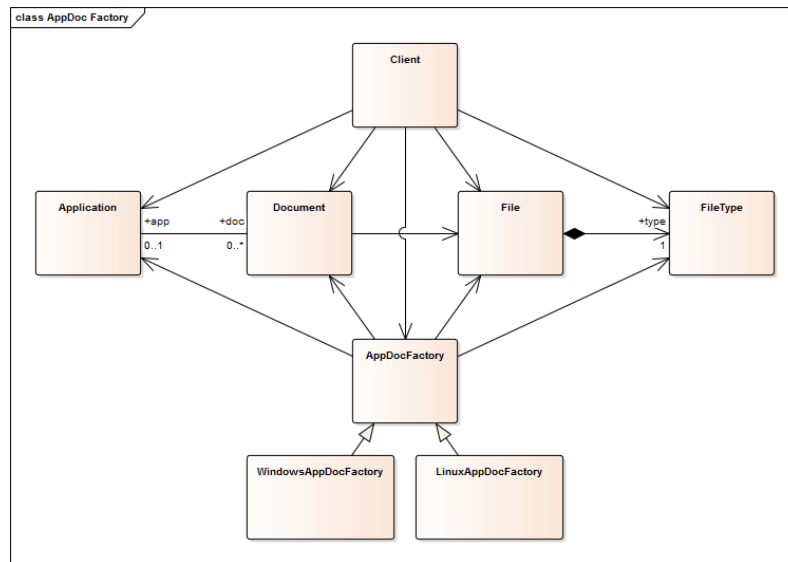 class AppDoc Factory
Client
Application
Document
File
FileType
+app
+doc
+type
0..1
0..*
1
AppDocFactory
WindowsAppDocFactory
LinuxAppDocFactory